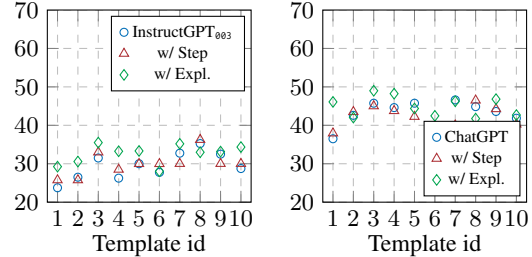 70
60
50
40
30
20
InstructGPT₀₀₃
w/ Step
w/ Expl.
1 2 3 4 5 6 7 8 9 10
Template id
70
60
50
40
30
20
ChatGPT
w/ Step
w/ Expl.
1 2 3 4 5 6 7 8 9 10
Template id